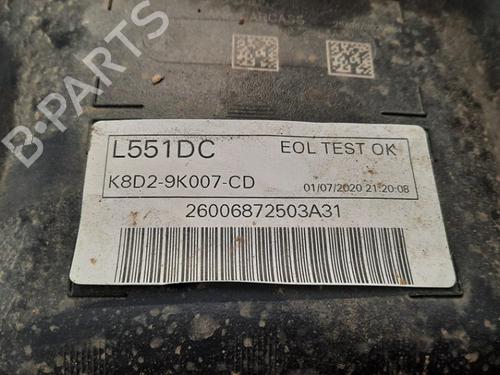 B-PARTS
L551DC
EOL TEST OK
K8D2-9K007-CD
01/07/2020 21:20:08
26006872503A31